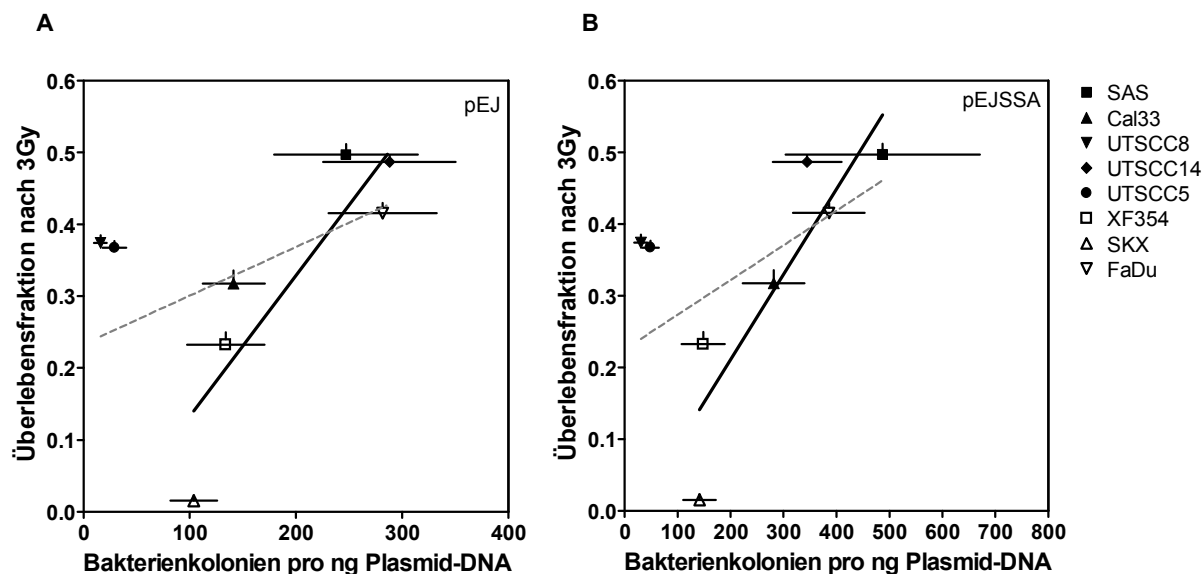 A
B
0.6
0.5
0.4
0.3
0.2
0.1
0.0
0
100
200
300
400
pEJ
Überlebensfraktion nach 3Gy
Bakterienkolonien pro ng Plasmid-DNA
0.6
0.5
0.4
0.3
0.2
0.1
0.0
0
100
200
300
400
500
600
700
800
pEJSSA
Überlebensfraktion nach 3Gy
Bakterienkolonien pro ng Plasmid-DNA
SAS
Cal33
UTSCC8
UTSCC14
UTSCC5
XF354
SKX
FaDu